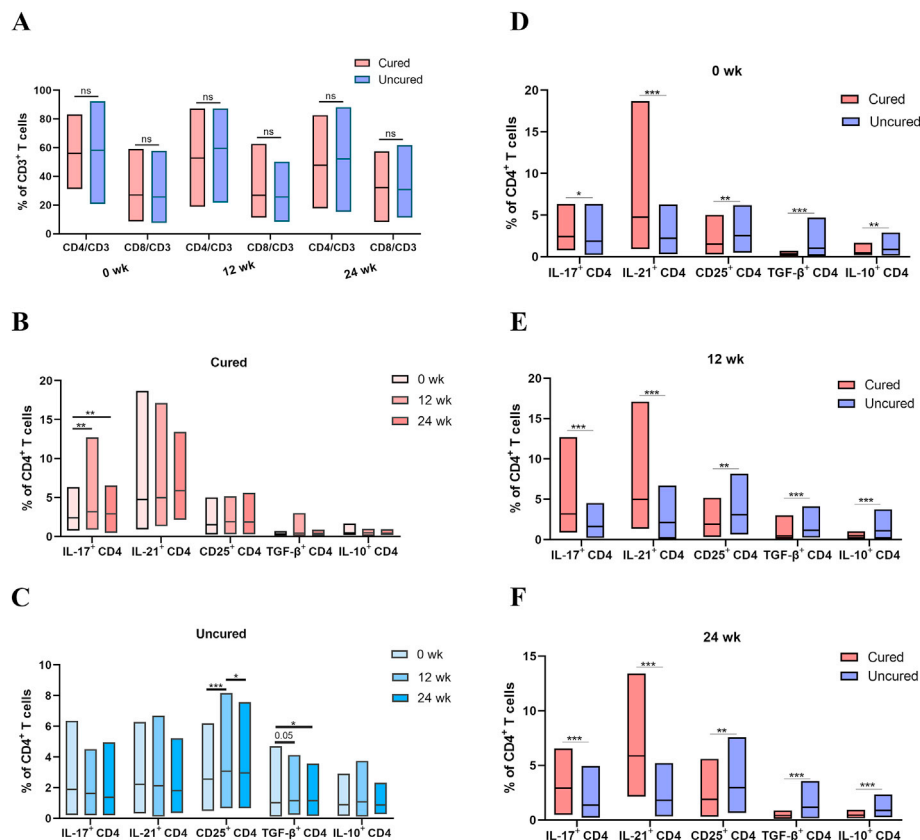 A
Cured
Uncured
% of CD3+ T cells
100
80
60
40
20
0
ns
ns
ns
ns
ns
ns
CD4/CD3 CD8/CD3 CD4/CD3 CD8/CD3 CD4/CD3 CD8/CD3
0 wk 12 wk 24 wk
B
Cured
0 wk
12 wk
24 wk
% of CD4+ T cells
20
15
10
5
0
**
**
IL-17+ CD4 IL-21+ CD4 CD25+ CD4 TGF-β+ CD4 IL-10+ CD4
C
Uncured
0 wk
12 wk
24 wk
% of CD4+ T cells
10
8
6
4
2
0
***
*
*
0.05
IL-17+ CD4 IL-21+ CD4 CD25+ CD4 TGF-β+ CD4 IL-10+ CD4
D
0 wk
Cured
Uncured
% of CD4+ T cells
20
15
10
5
0
*
***
**
***
**
IL-17+ CD4 IL-21+ CD4 CD25+ CD4 TGF-β+ CD4 IL-10+ CD4
E
12 wk
Cured
Uncured
% of CD4+ T cells
20
15
10
5
0
***
***
**
***
***
IL-17+ CD4 IL-21+ CD4 CD25+ CD4 TGF-β+ CD4 IL-10+ CD4
F
24 wk
Cured
Uncured
% of CD4+ T cells
15
10
5
0
***
***
**
***
***
IL-17+ CD4 IL-21+ CD4 CD25+ CD4 TGF-β+ CD4 IL-10+ CD4